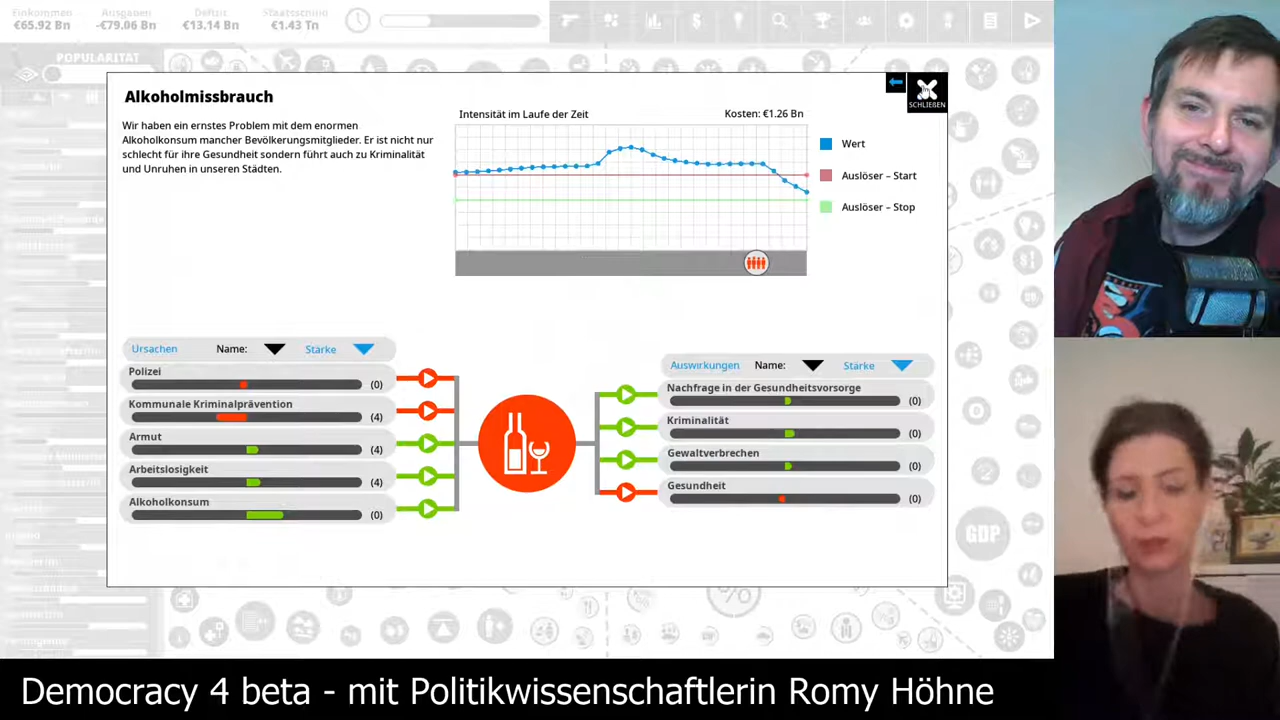 Einkommen Ausgaben Defizit Staatsschuld
€65.92 Bn -€79.06 Bn €13.14 Bn €1.43 Tn
POPULARITÄT
Alkoholmissbrauch
SCHLIEßEN
Wir haben ein ernstes Problem mit dem enormen
Alkoholkonsum mancher Bevölkerungsmitglieder. Er ist nicht nur
schlecht für ihre Gesundheit sondern führt auch zu Kriminalität
und Unruhen in unseren Städten.
Intensität im Laufe der Zeit Kosten: €1.26 Bn
Wert
Auslöser – Start
Auslöser – Stop
Ursachen Name: Stärke
Polizei
(0)
Kommunale Kriminalprävention
(4)
Armut
(4)
Arbeitslosigkeit
(4)
Alkoholkonsum
(0)
Auswirkungen Name: Stärke
Nachfrage in der Gesundheitsvorsorge
(0)
Kriminalität
(0)
Gewaltverbrechen
(0)
Gesundheit
(0)
GDP
Democracy 4 beta - mit Politikwissenschaftlerin Romy Höhne